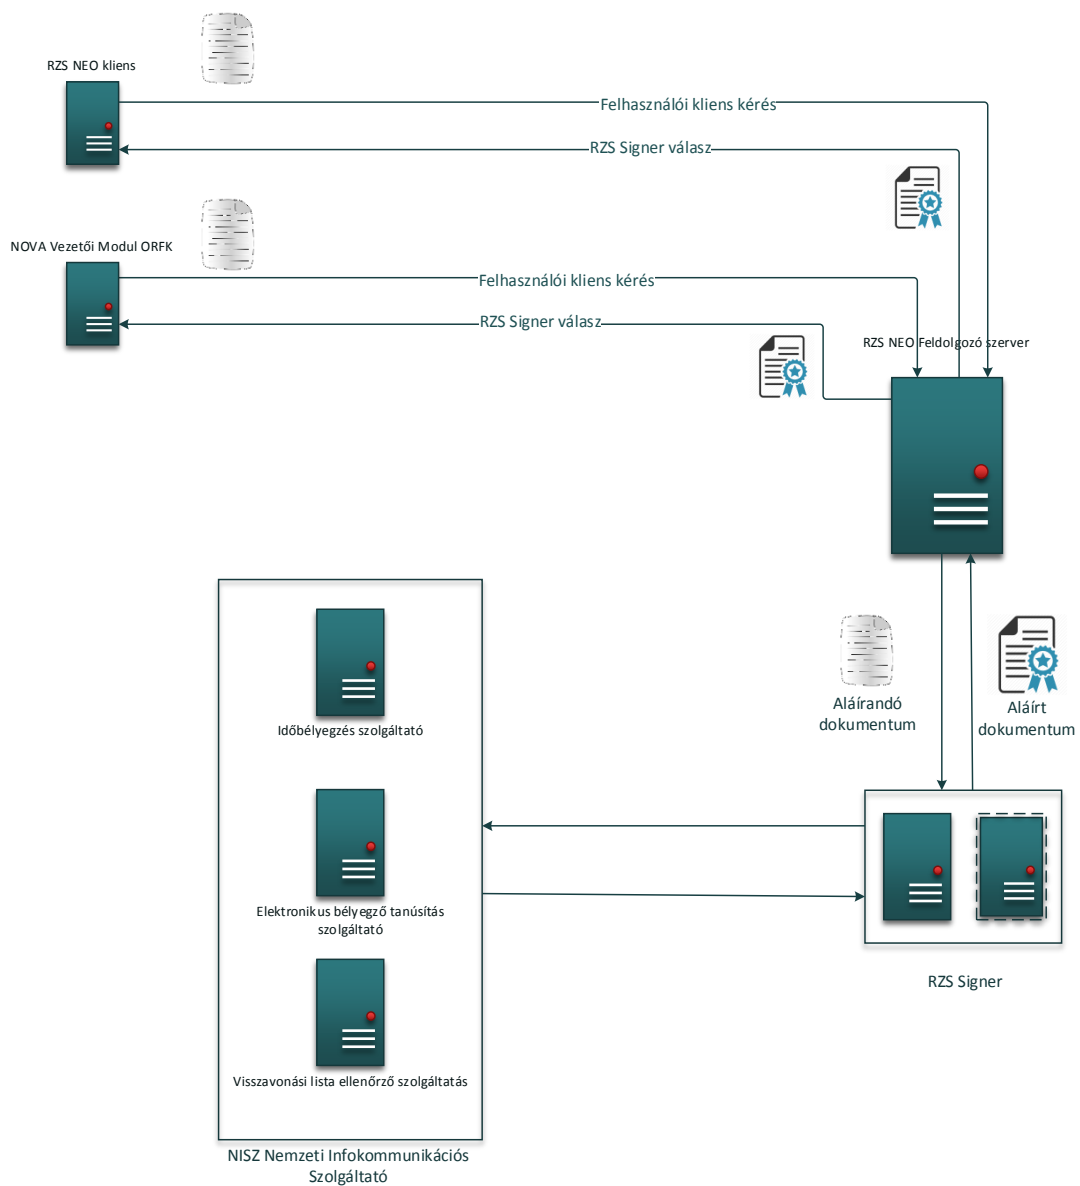 RZS NEO kliens
Felhasználói kliens kérés
RZS Signer válasz
NOVA Vezetői Modul ORFK
Felhasználói kliens kérés
RZS Signer válasz
RZS NEO Feldolgozó szerver
Időbélyegzés szolgáltató
Aláírandó
dokumentum
Aláírt
dokumentum
Elektronikus bélyegző tanúsítás
szolgáltató
RZS Signer
Visszavonási lista ellenőrző szolgáltatás
NISZ Nemzeti Infokommunikációs
Szolgáltató